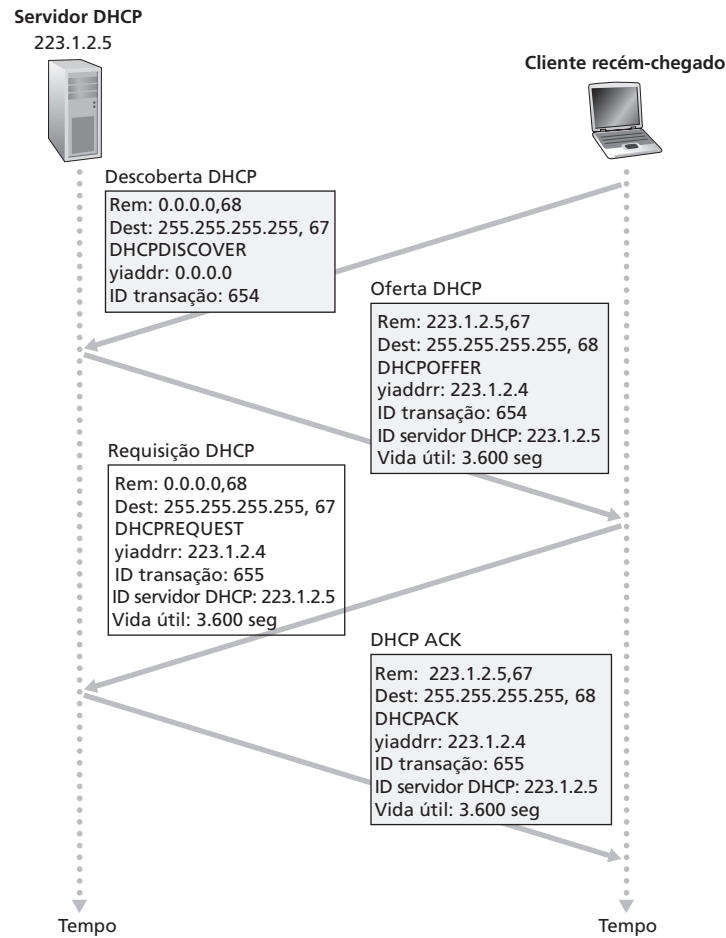 Servidor DHCP
223.1.2.5
Cliente recém-chegado
Descoberta DHCP
Rem: 0.0.0.0,68
Dest: 255.255.255.255, 67
DHCPDISCOVER
yiaddr: 0.0.0.0
ID transação: 654
Oferta DHCP
Rem: 223.1.2.5,67
Dest: 255.255.255.255, 68
DHCPOFFER
yiaddrr: 223.1.2.4
ID transação: 654
ID servidor DHCP: 223.1.2.5
Vida útil: 3.600 seg
Requisição DHCP
Rem: 0.0.0.0,68
Dest: 255.255.255.255, 67
DHCPREQUEST
yiaddrr: 223.1.2.4
ID transação: 655
ID servidor DHCP: 223.1.2.5
Vida útil: 3.600 seg
DHCP ACK
Rem: 223.1.2.5,67
Dest: 255.255.255.255, 68
DHCPACK
yiaddrr: 223.1.2.4
ID transação: 655
ID servidor DHCP: 223.1.2.5
Vida útil: 3.600 seg
Tempo
Tempo